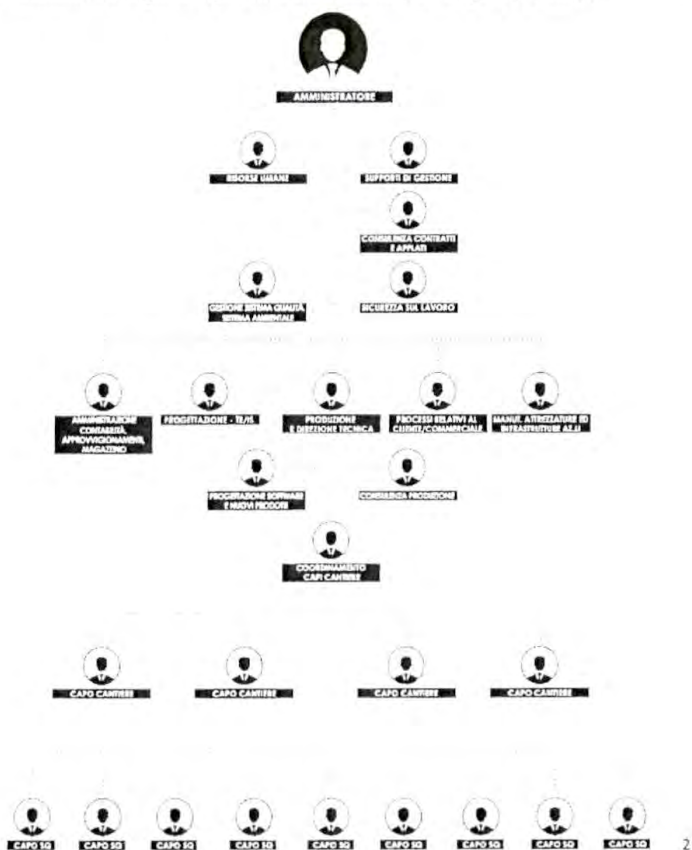 AMMINISTRATORE
RISORSE UMANE
SUPPORTI DI GESTIONE
CONSULENZA CONTRATTI
E APPLATI
GESTIONE SISTEMA QUALITÀ,
SISTEMA AMBIENTALE
SICUREZZA SUL LAVORO
AMMINISTRAZIONE
CONTABILITÀ,
APPROVVIGIONAMENTI,
MAGAZZINO
PROGETTAZIONE -
PRODUZIONE
E DIREZIONE TECNICA
PROCESSI RELATIVI AL
CLIENTE/COMMERCIALE
MANUT. ATTREZZATURE ED
INFRASTRUTTURE AZ.LI
PROGETTAZIONE SOFTWARE
E NUOVI PRODOTTI
CONSULENZA PRODUZIONE
COORDINAMENTO
CAPI CANTIERE
CAPO CANTIERE
CAPO CANTIERE
CAPO CANTIERE
CAPO CANTIERE
CAPO SQ
CAPO SQ
CAPO SQ
CAPO SQ
CAPO SQ
CAPO SQ
CAPO SQ
CAPO SQ
CAPO SQ
2